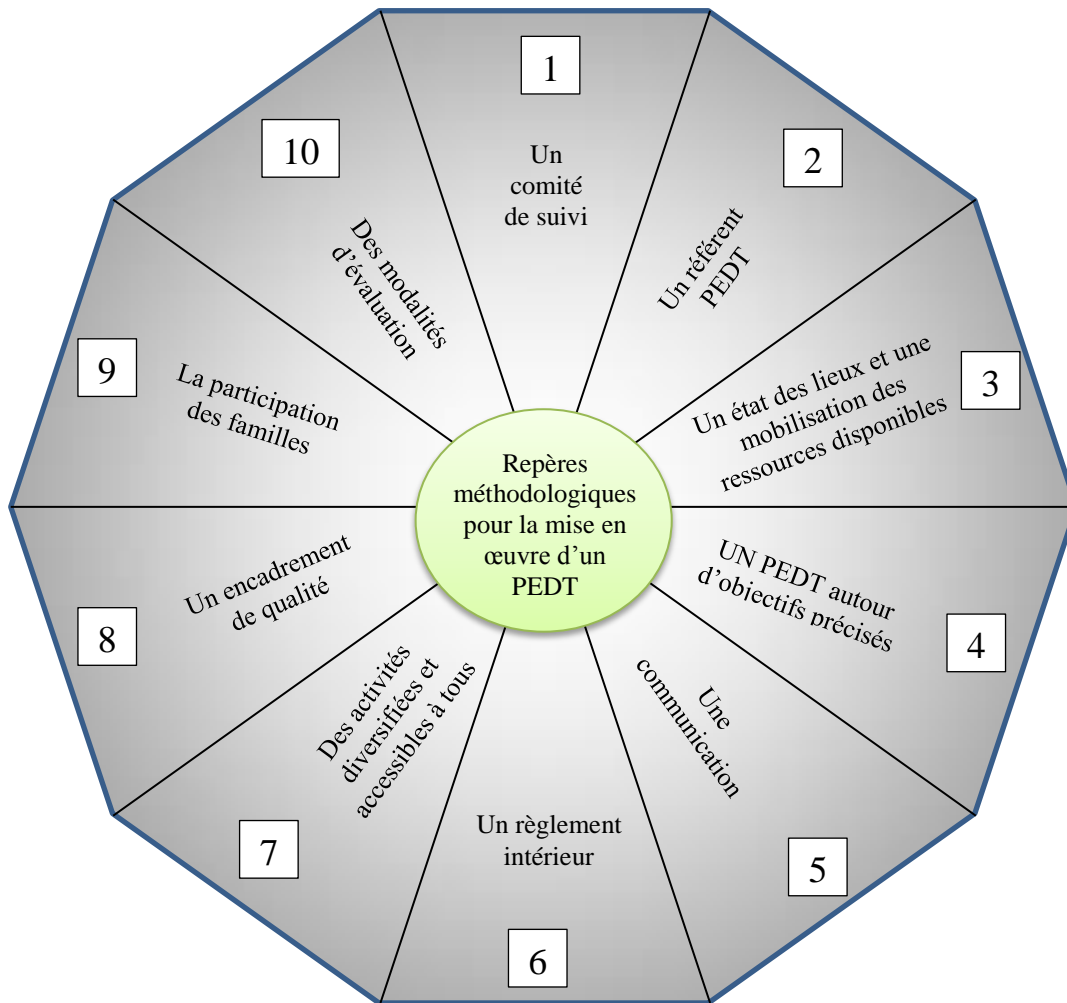 1
Un
comité
de suivi
2
Un référent
PEDT
3
Un état des lieux et une
mobilisation des
ressources disponibles
4
UN PEDT autour
d’objectifs précisés
5
Une
communication
6
Un règlement
intérieur
7
Des activités
diversifiées et
accessibles à tous
8
Un encadrement
de qualité
9
La participation
des familles
10
Des modalités
d’évaluation
Repères
méthodologiques
pour la mise en
œuvre d’un
PEDT